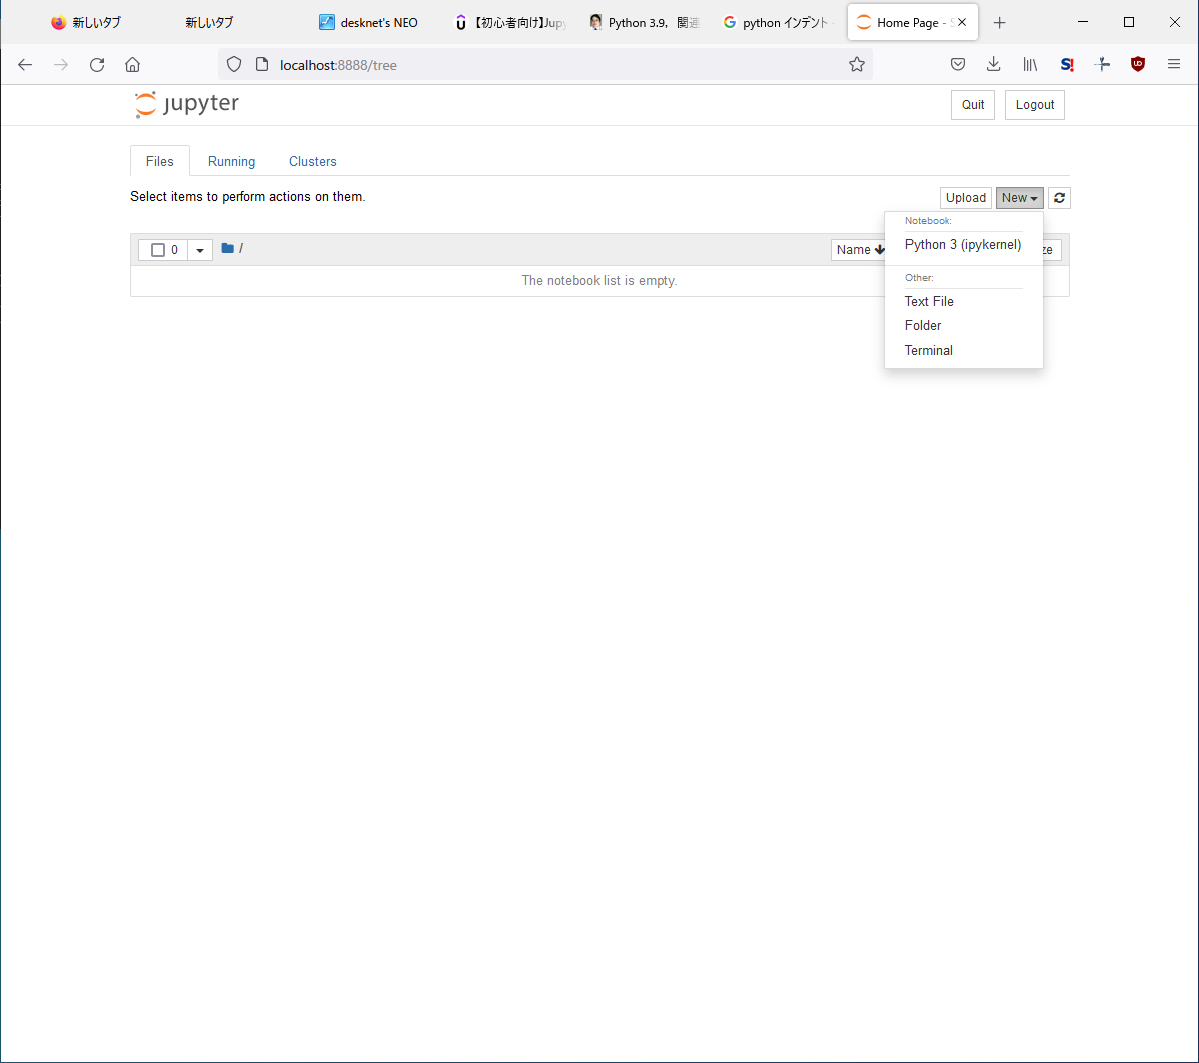 新しいタブ
新しいタブ
desknet's NEO
【初心者向け】Jupy
Python 3.9, 関連
python インデント -
Home Page - S
localhost:8888/tree
jupyter
Quit
Logout
Files
Running
Clusters
Select items to perform actions on them.
Upload
New
0
/
Name
ze
The notebook list is empty.
Notebook:
Python 3 (ipykernel)
Other:
Text File
Folder
Terminal